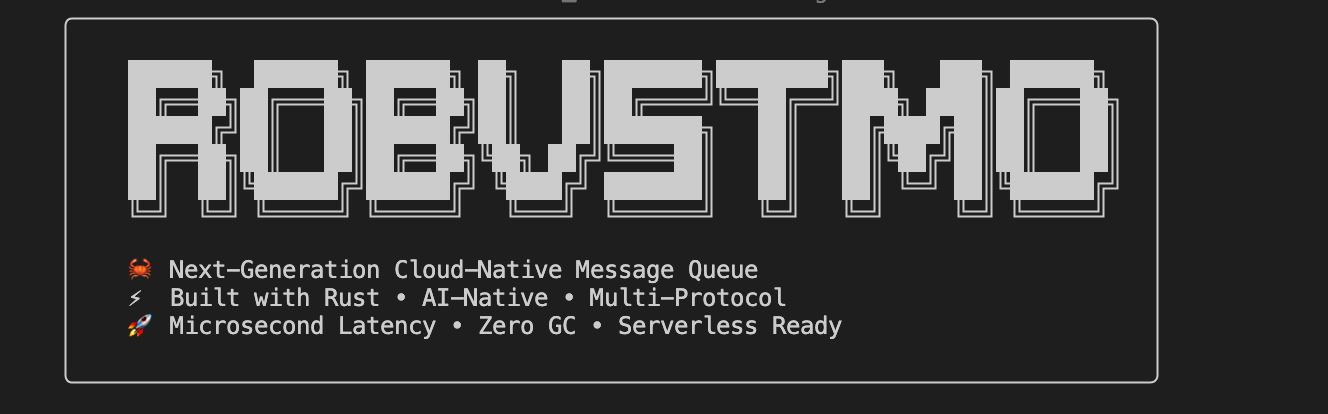 ROBVSTMO
🦀 Next-Generation Cloud-Native Message Queue
⚡ Built with Rust • AI-Native • Multi-Protocol
🚀 Microsecond Latency • Zero GC • Serverless Ready